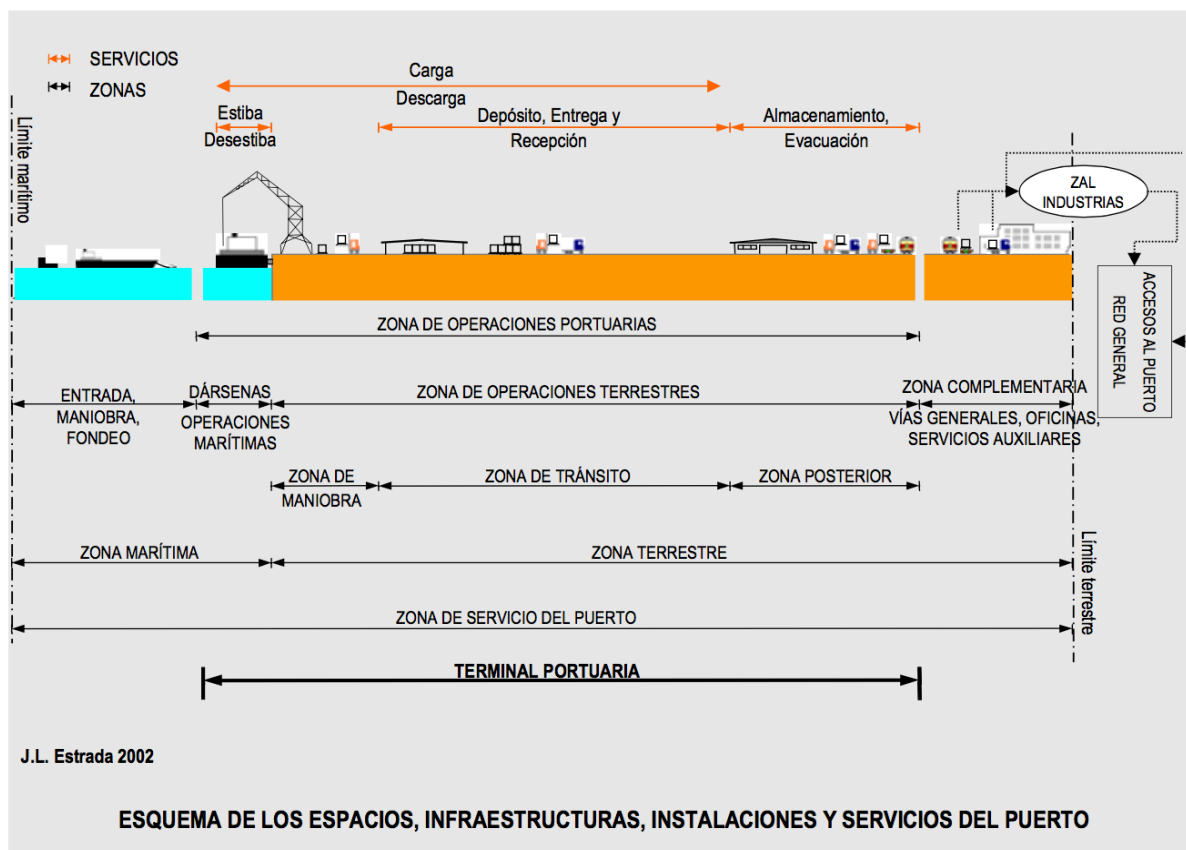 SERVICIOS
ZONAS
Límite marítimo
Carga
Descarga
Estiba
Desestiba
Depósito, Entrega y
Recepción
Almacenamiento,
Evacuación
ZAL
INDUSTRIAS
ACCESOS AL PUERTO
RED GENERAL
ZONA DE OPERACIONES PORTUARIAS
ENTRADA,
MANIOBRA,
FONDEO
DÁRSENAS
OPERACIONES
MARÍTIMAS
ZONA DE OPERACIONES TERRESTRES
ZONA COMPLEMENTARIA
VÍAS GENERALES, OFICINAS,
SERVICIOS AUXILIARES
ZONA DE
MANIOBRA
ZONA DE TRÁNSITO
ZONA POSTERIOR
ZONA MARÍTIMA
ZONA TERRESTRE
Límite terrestre
ZONA DE SERVICIO DEL PUERTO
TERMINAL PORTUARIA
J.L. Estrada 2002
ESQUEMA DE LOS ESPACIOS, INFRAESTRUCTURAS, INSTALACIONES Y SERVICIOS DEL PUERTO